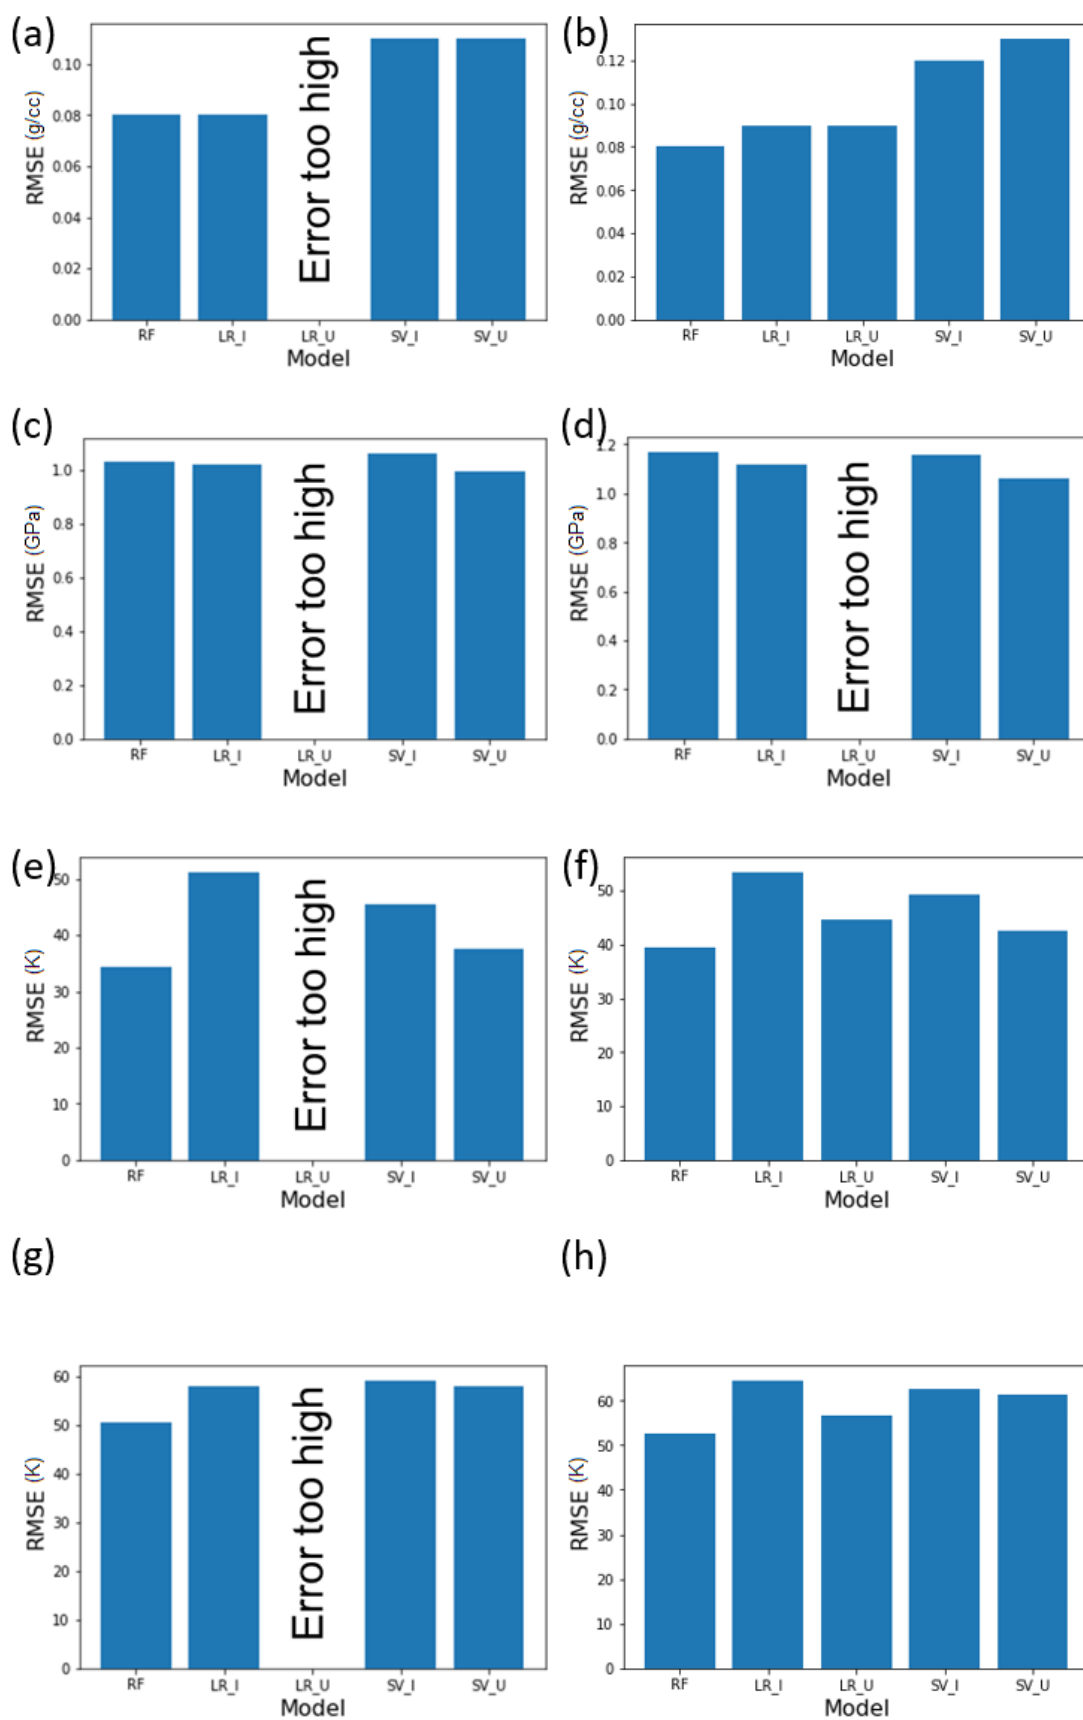 (a)
RMSE (g/cc)
0.10
0.08
0.06
0.04
0.02
0.00
Error too high
RF LR_I LR_U SV_I SV_U
Model
(b)
RMSE (g/cc)
0.12
0.10
0.08
0.06
0.04
0.02
0.00
RF LR_I LR_U SV_I SV_U
Model
(c)
RMSE (GPa)
1.0
0.8
0.6
0.4
0.2
0.0
Error too high
RF LR_I LR_U SV_I SV_U
Model
(d)
RMSE (GPa)
1.2
1.0
0.8
0.6
0.4
0.2
0.0
Error too high
RF LR_I LR_U SV_I SV_U
Model
(e)
RMSE (K)
50
40
30
20
10
0
Error too high
RF LR_I LR_U SV_I SV_U
Model
(f)
RMSE (K)
50
40
30
20
10
0
RF LR_I LR_U SV_I SV_U
Model
(g)
RMSE (K)
60
50
40
30
20
10
0
Error too high
RF LR_I LR_U SV_I SV_U
Model
(h)
RMSE (K)
60
50
40
30
20
10
0
RF LR_I LR_U SV_I SV_U
Model